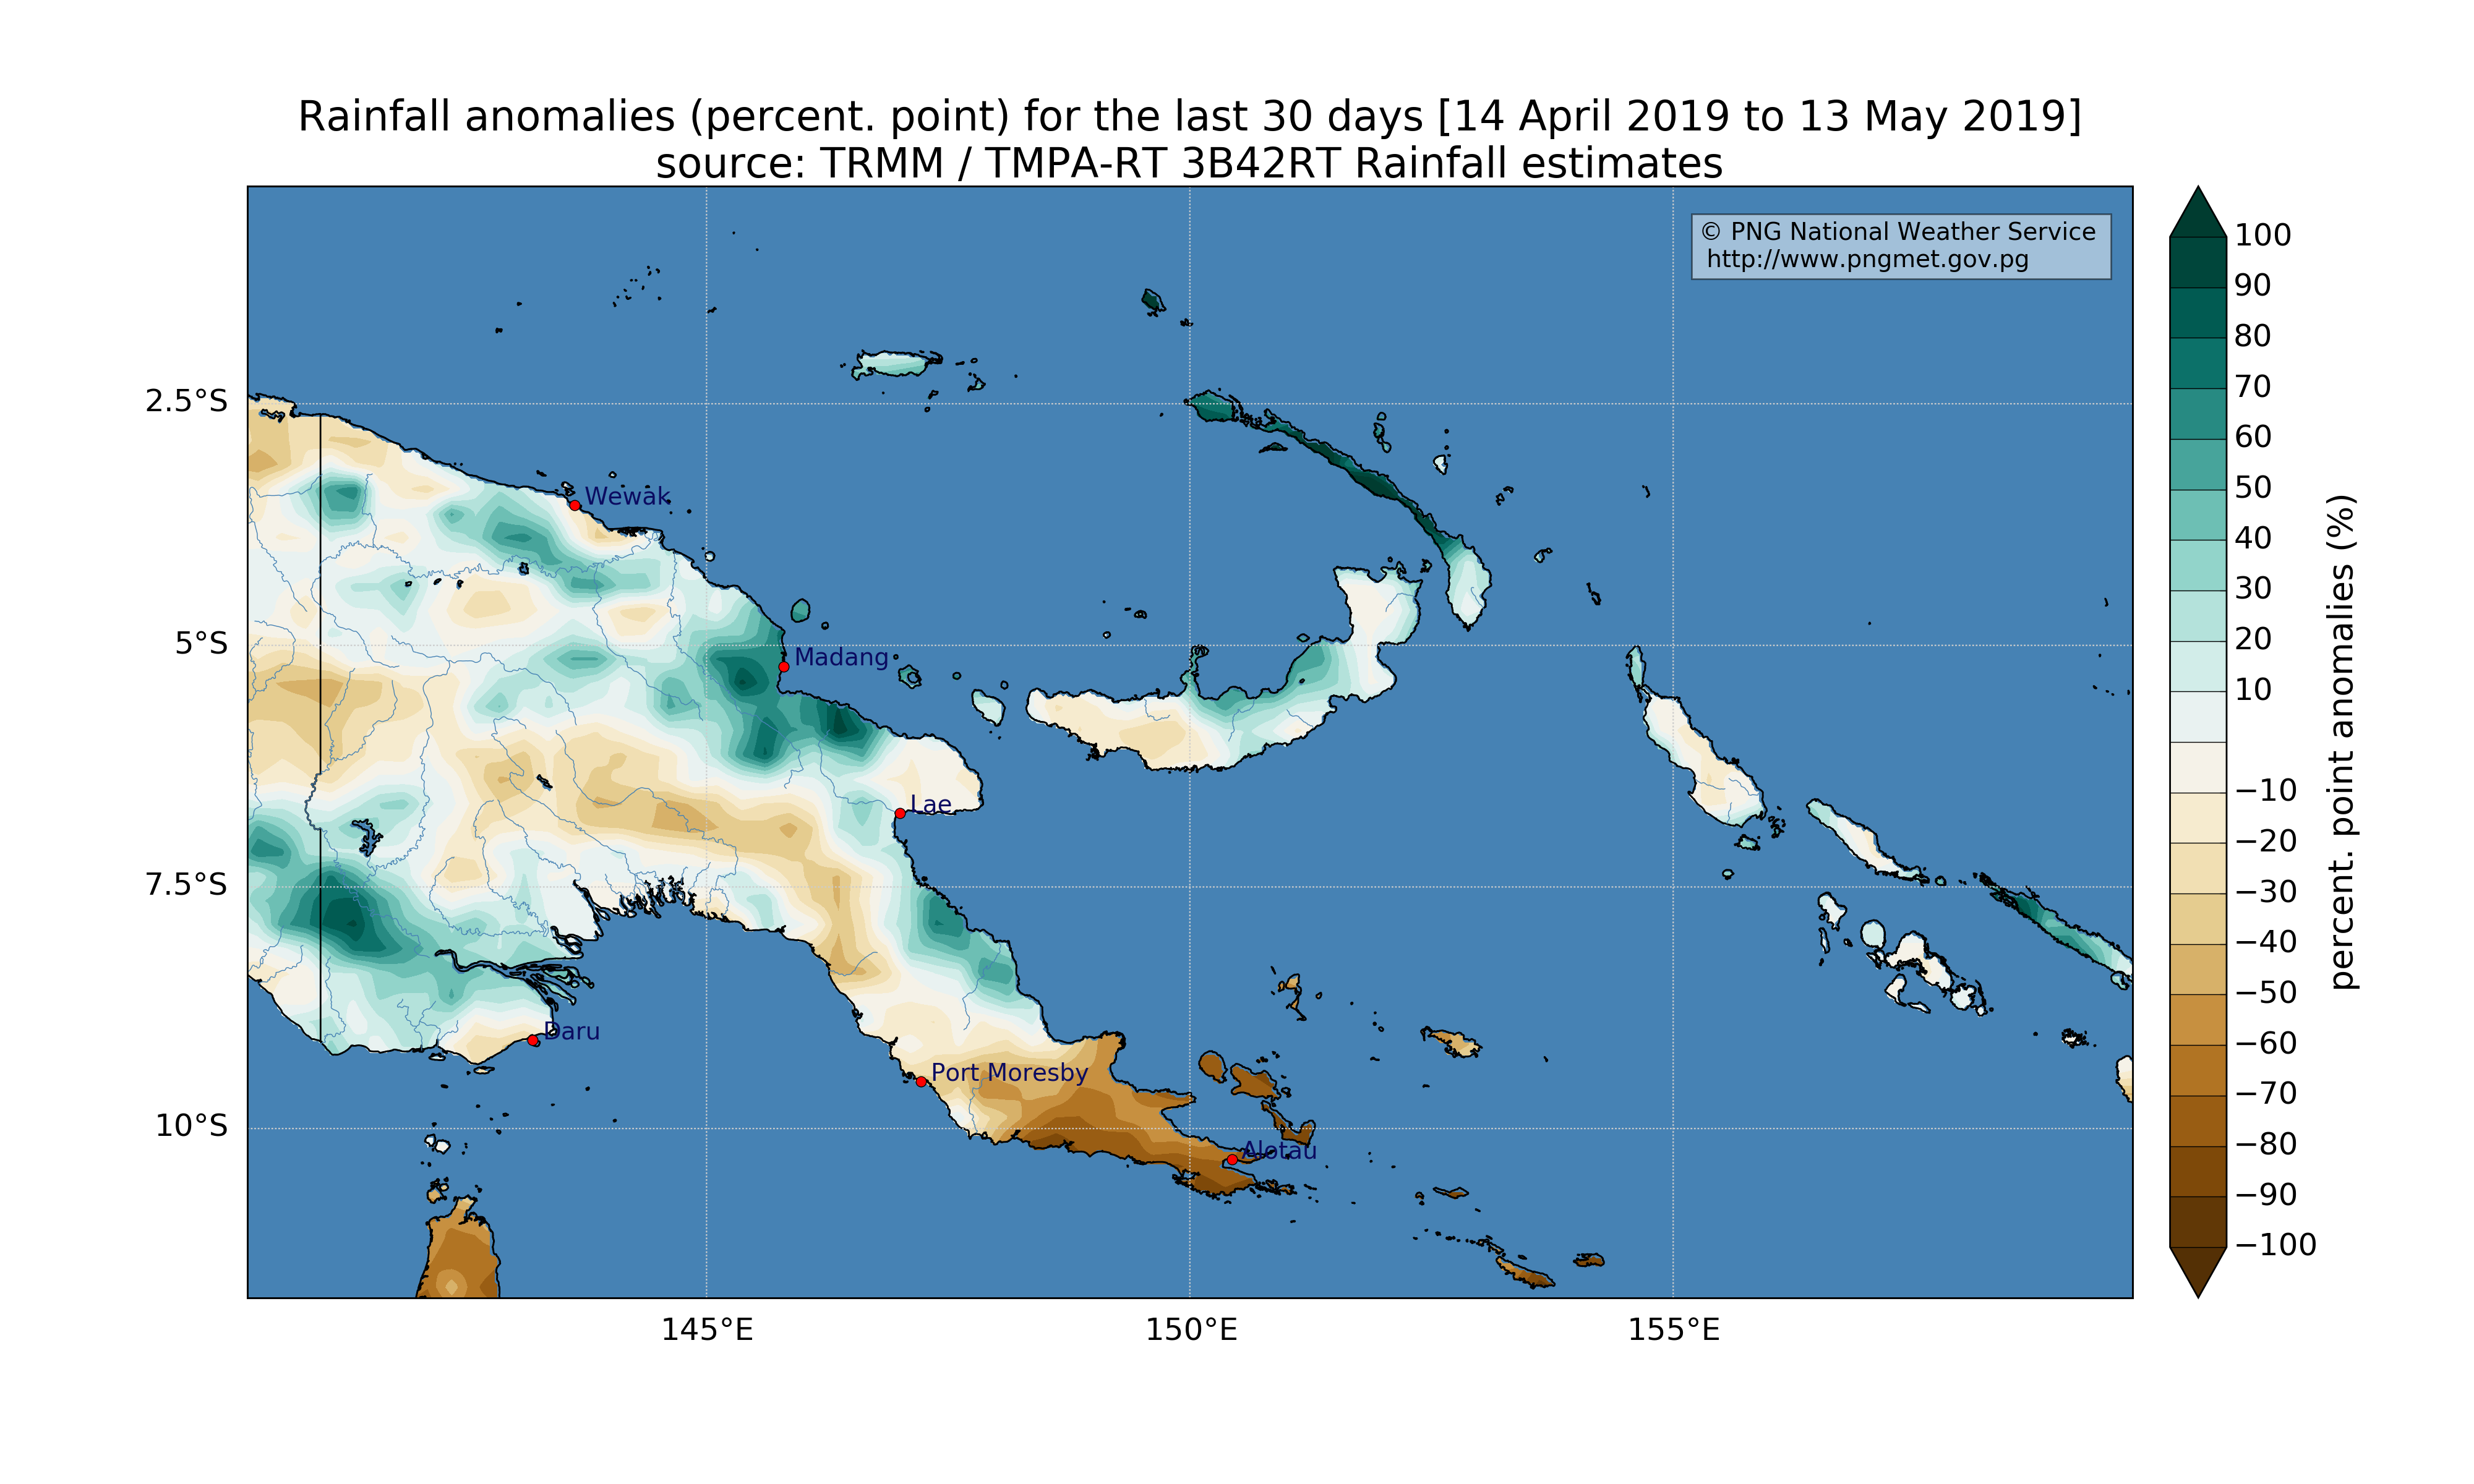 Rainfall anomalies (percent. point) for the last 30 days [14 April 2019 to 13 May 2019]
source: TRMM / TMPA-RT 3B42RT Rainfall estimates
© PNG National Weather Service
http://www.pngmet.gov.pg
2.5°S
5°S
7.5°S
10°S
Wewak
Madang
Lae
Daru
Port Moresby
Alotau
145°E
150°E
155°E
100
90
80
70
60
50
40
30
20
10
−10
−20
−30
−40
−50
−60
−70
−80
−90
−100
percent. point anomalies (%)